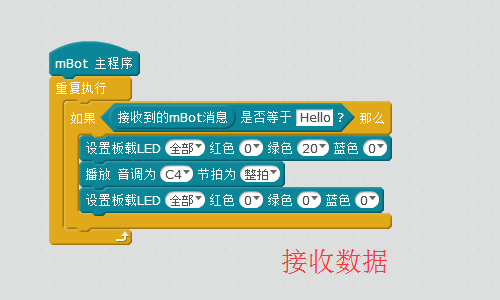 mBot 主程序
重复执行
如果 接收到的mBot消息 是否等于 Hello ? 那么
设置板载LED 全部 红色 0 绿色 20 蓝色 0
播放 音调为 C4 节拍为 整拍
设置板载LED 全部 红色 0 绿色 0 蓝色 0
接收数据